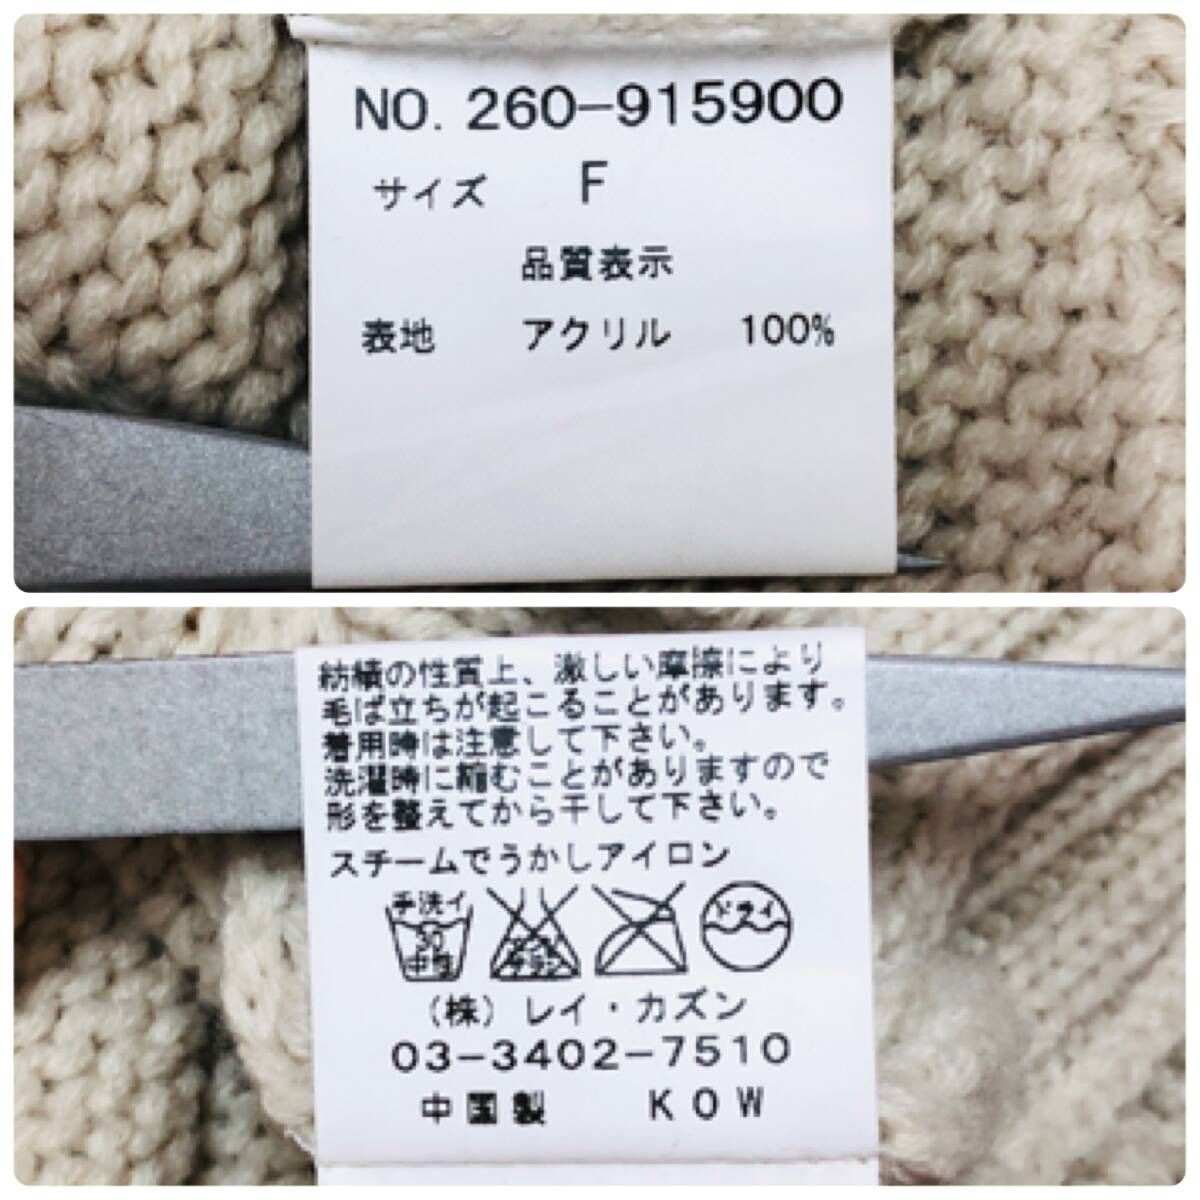 NO. 260-915900
サイズ F
品質表示
表地 アクリル 100%
紡績の性質上、激しい摩擦により
毛ば立ちが起こることがあります。
着用時は注意して下さい。
洗濯時に縮むことがありますので
形を整えてから干して下さい。
スチームでうかしアイロン
手洗イ 30 中性 エンソ サラシ ドライ
(株) レイ・カズン
03-3402-7510
中国製 KOW